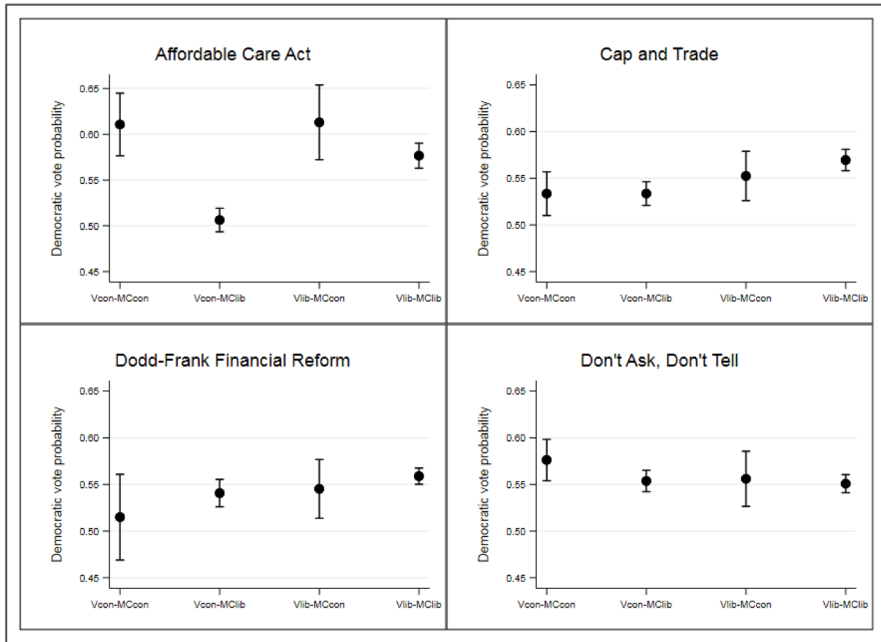 Affordable Care Act
Democratic vote probability
0.65
0.60
0.55
0.50
0.45
Vcon-MCcon Vcon-MClib Vlib-MCcon Vlib-MClib
Cap and Trade
Democratic vote probability
0.65
0.60
0.55
0.50
0.45
Vcon-MCcon Vcon-MClib Vlib-MCcon Vlib-MClib
Dodd-Frank Financial Reform
Democratic vote probability
0.65
0.60
0.55
0.50
0.45
Vcon-MCcon Vcon-MClib Vlib-MCcon Vlib-MClib
Don't Ask, Don't Tell
Democratic vote probability
0.65
0.60
0.55
0.50
0.45
Vcon-MCcon Vcon-MClib Vlib-MCcon Vlib-MClib